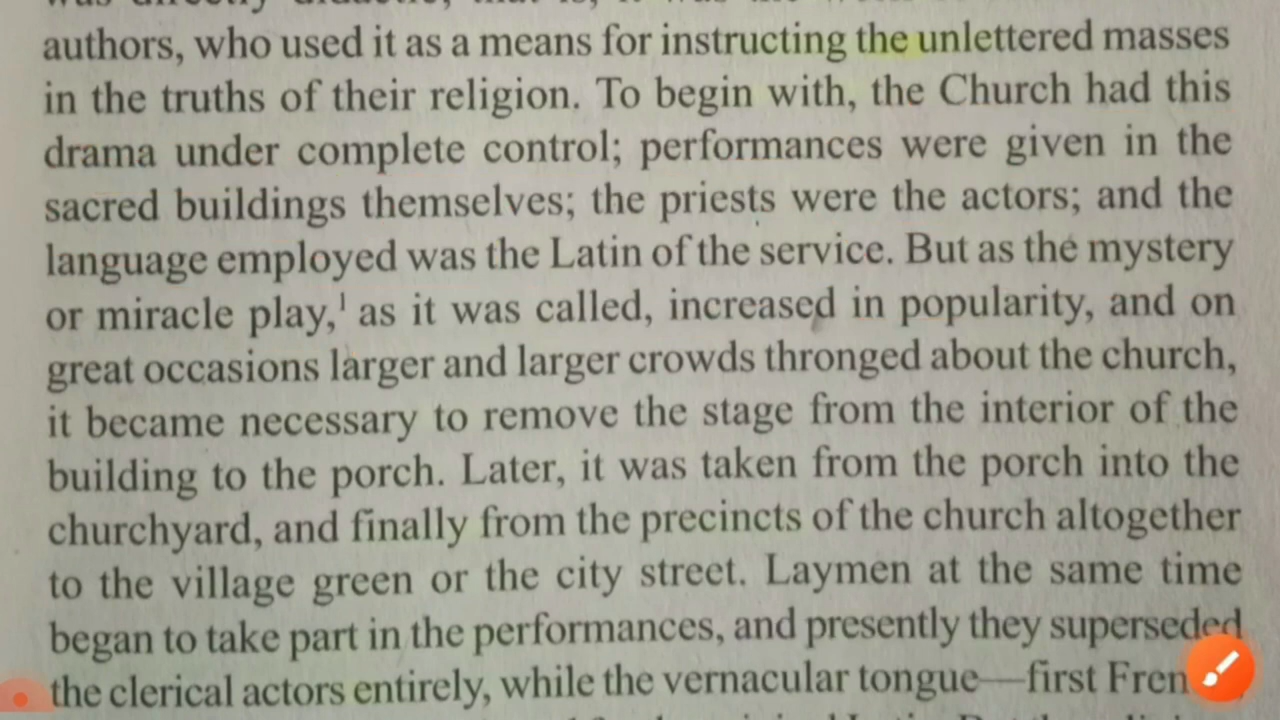 authors, who used it as a means for instructing the unlettered masses
in the truths of their religion. To begin with, the Church had this
drama under complete control; performances were given in the
sacred buildings themselves; the priests were the actors; and the
language employed was the Latin of the service. But as the mystery
or miracle play,¹ as it was called, increased in popularity, and on
great occasions larger and larger crowds thronged about the church,
it became necessary to remove the stage from the interior of the
building to the porch. Later, it was taken from the porch into the
churchyard, and finally from the precincts of the church altogether
to the village green or the city street. Laymen at the same time
began to take part in the performances, and presently they superseded
the clerical actors entirely, while the vernacular tongue—first